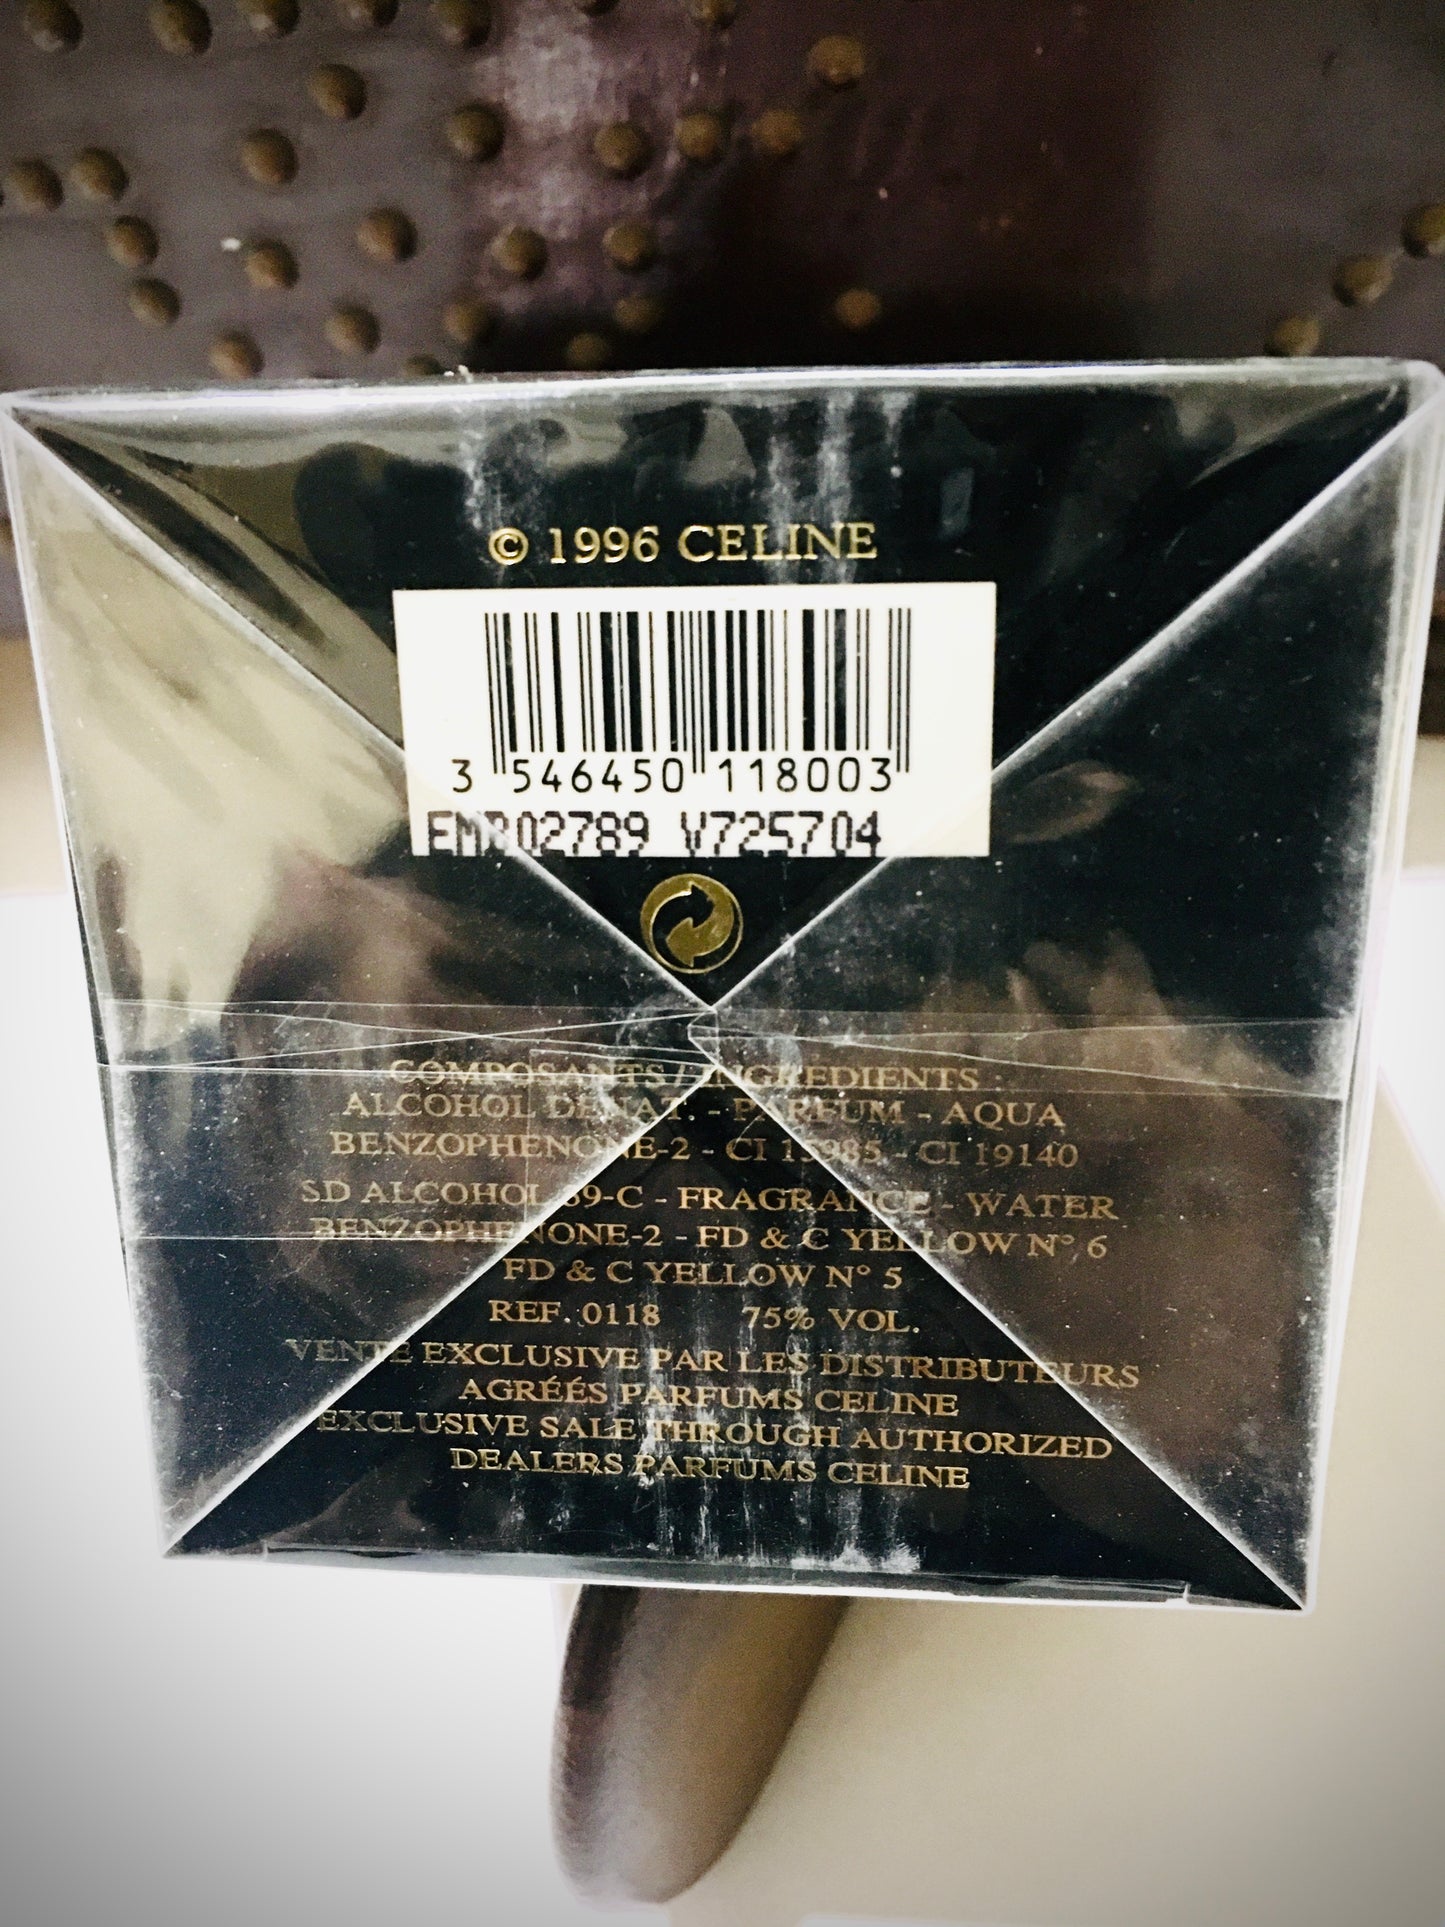 © 1996 CELINE
3 546450 118003
EMB02789 V725704
COMPOSANTS / INGREDIENTS :
ALCOHOL DENAT. - PARFUM - AQUA
BENZOPHENONE-2 - CI 15985 - CI 19140
SD ALCOHOL 39-C - FRAGRANCE - WATER
BENZOPHENONE-2 - FD & C YELLOW N° 6
FD & C YELLOW N° 5
REF. 0118 75% VOL.
VENTE EXCLUSIVE PAR LES DISTRIBUTEURS
AGRÉÉS PARFUMS CELINE
EXCLUSIVE SALE THROUGH AUTHORIZED
DEALERS PARFUMS CELINE